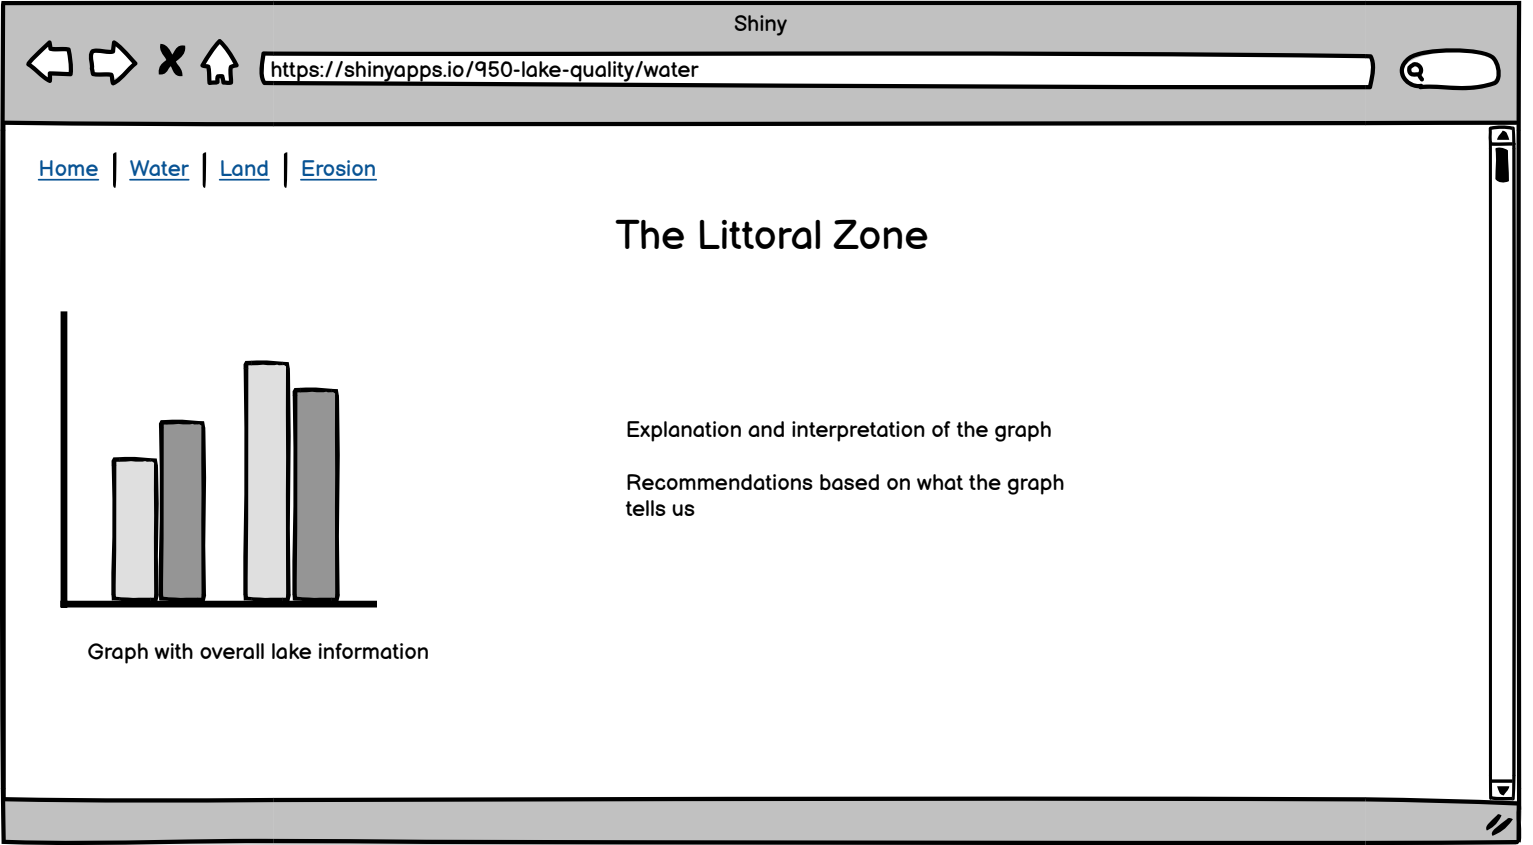 Shiny
https://shinyapps.io/950-lake-quality/water
Home | Water | Land | Erosion
The Littoral Zone
Explanation and interpretation of the graph
Recommendations based on what the graph
tells us
Graph with overall lake information